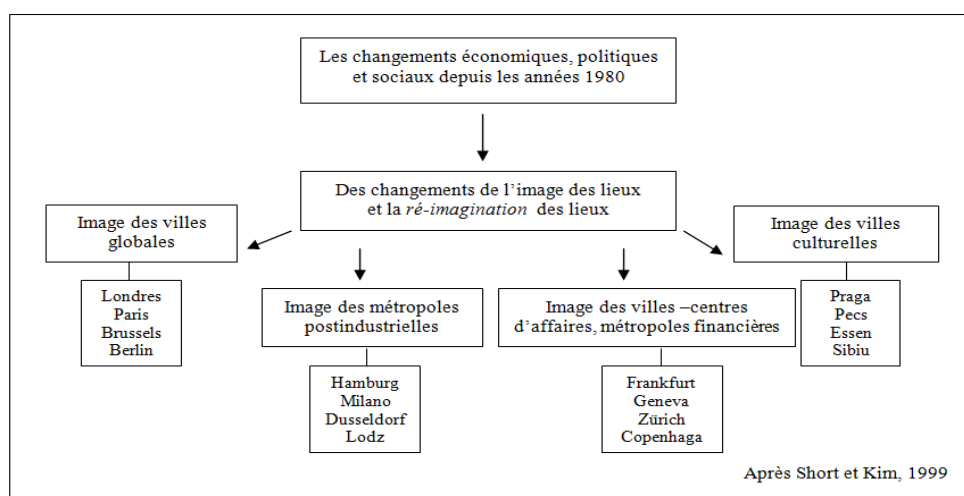 Les changements économiques, politiques
et sociaux depuis les années 1980
Des changements de l'image des lieux
et la ré-imagination des lieux
Image des villes
globales
Londres
Paris
Brussels
Berlin
Image des métropoles
postindustrielles
Hamburg
Milano
Dusseldorf
Lodz
Image des villes –centres
d'affaires, métropoles financières
Frankfurt
Geneva
Zürich
Copenhaga
Image des villes
culturelles
Praga
Pecs
Essen
Sibiu
Après Short et Kim, 1999